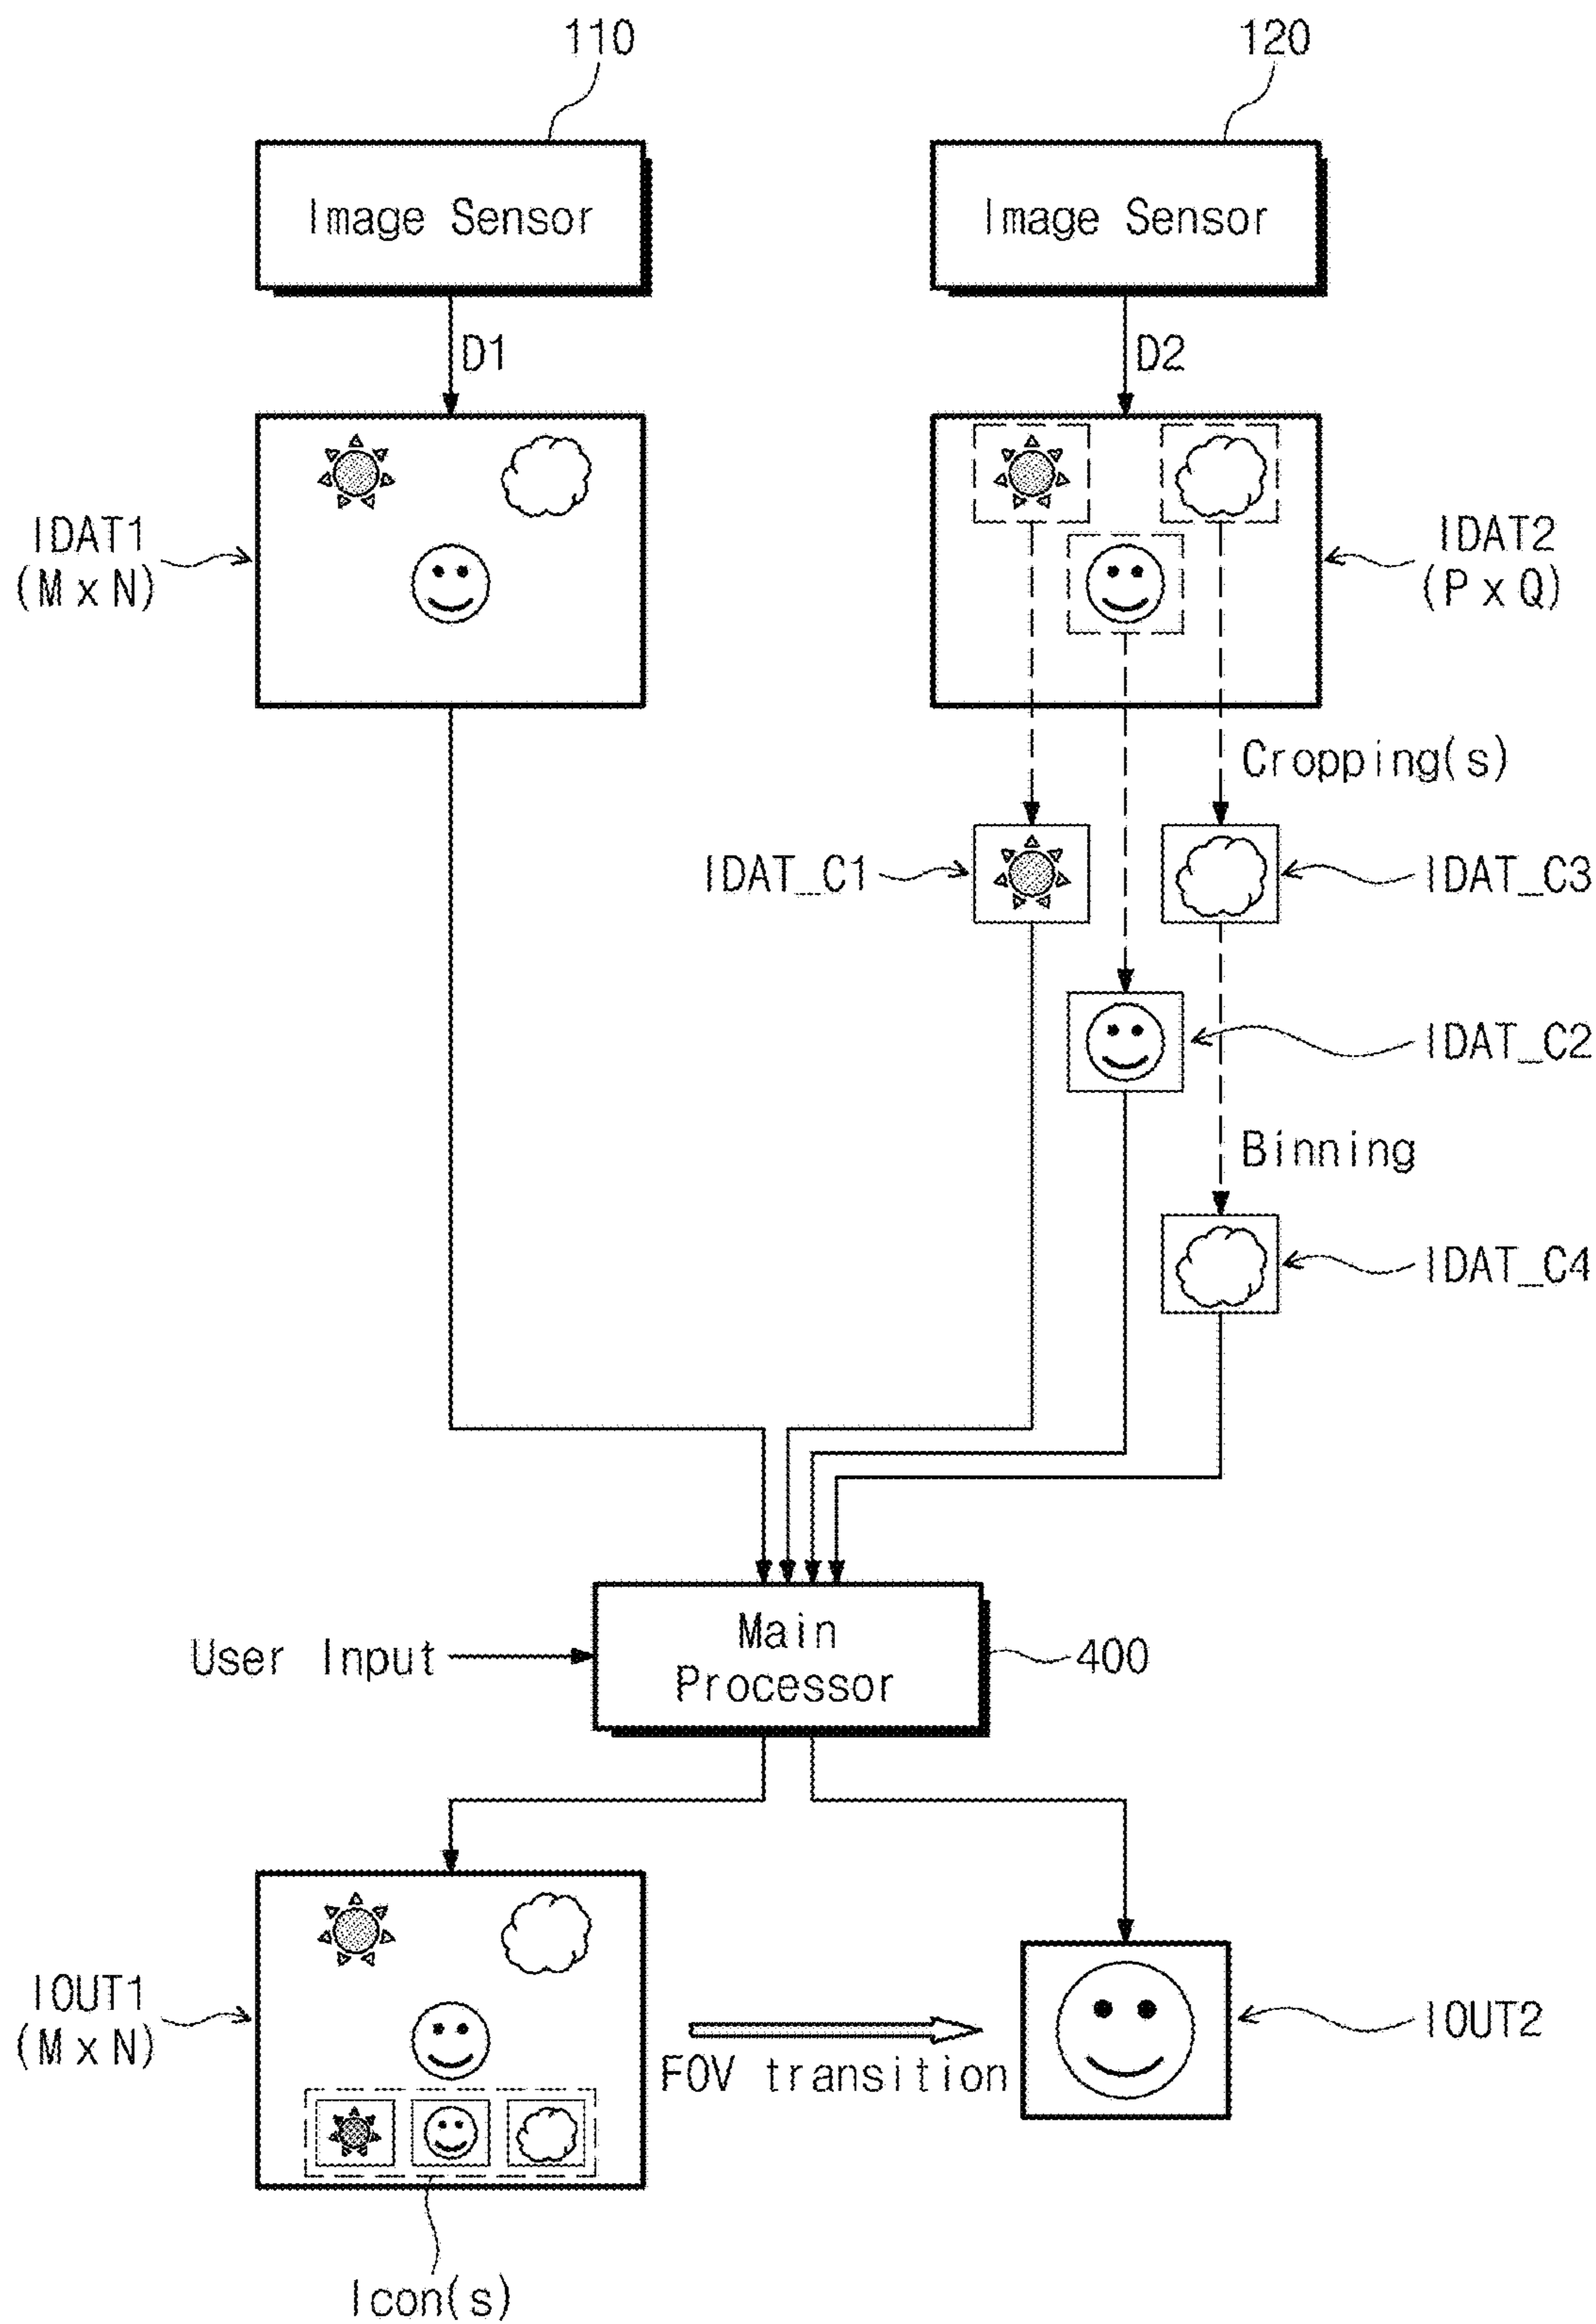 110
120
Image Sensor
Image Sensor
D1
D2
IDAT1
(M x N)
IDAT2
(P x Q)
Cropping(s)
IDAT_C1
IDAT_C3
IDAT_C2
Binning
IDAT_C4
User Input
Main
Processor
400
IOUT1
(M x N)
FOV transition
IOUT2
Icon(s)